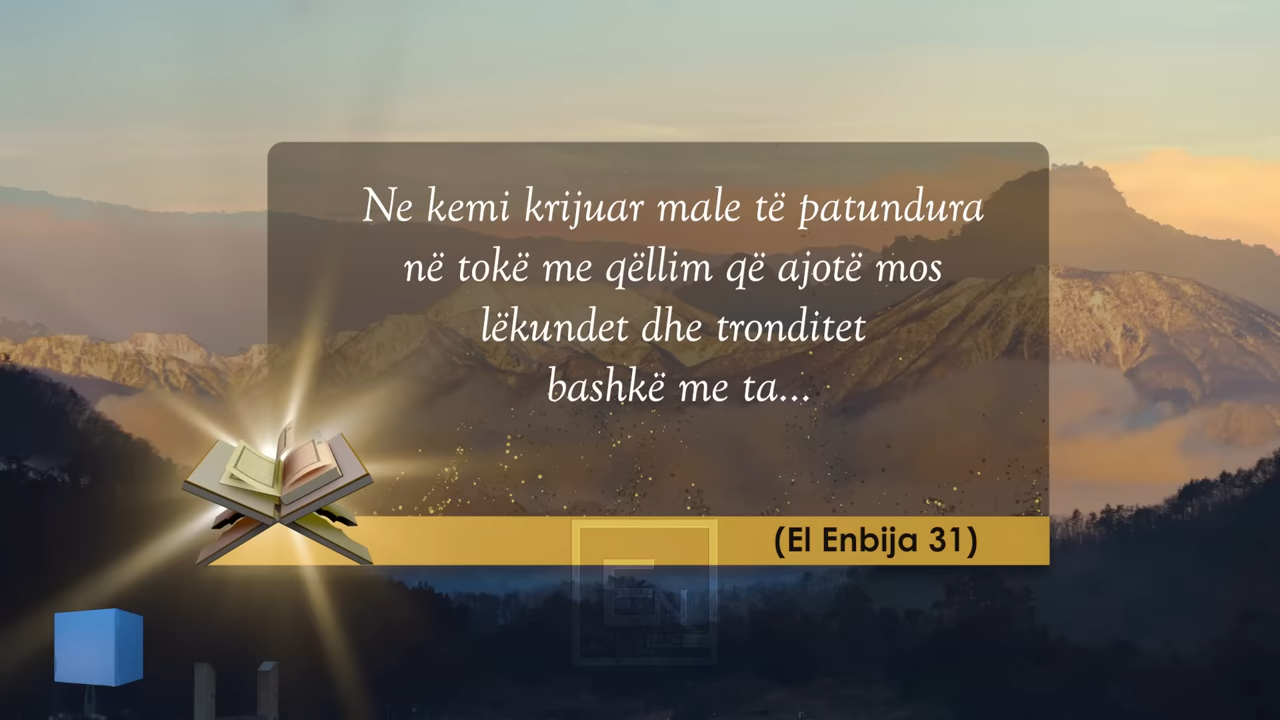 Ne kemi krijuar male të patundura
në tokë me qëllim që ajotë mos
lëkundet dhe tronditet
bashkë me ta...
(El Enbija 31)